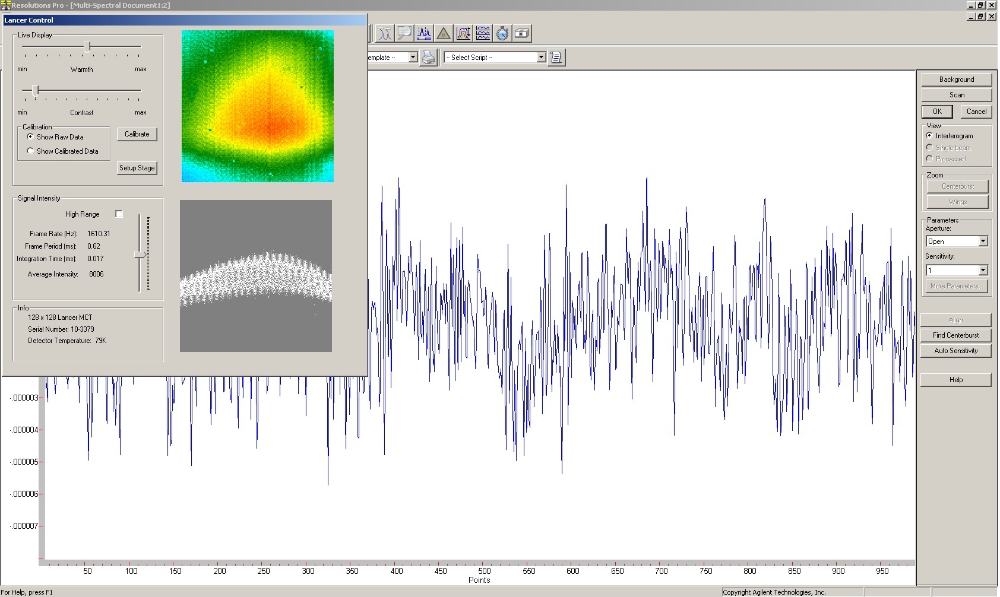 Resolutions Pro - [Multi-Spectral Document1:2]
Lancer Control
Live Display
min Warmth max
min Contrast max
Calibration
Show Raw Data
Show Calibrated Data
Calibrate
Setup Stage
Signal Intensity
High Range
Frame Rate (Hz): 1610.31
Frame Period (ms): 0.62
Integration Time (ms): 0.017
Average Intensity: 8006
Info
128 x 128 Lancer MCT
Serial Number: 10-3379
Detector Temperature: 79K
emplate --
-- Select Script --
Background
Scan
OK Cancel
View
Interferogram
Single-beam
Processed
Zoom
Centerburst
Wings
Parameters
Aperture:
Open
Sensitivity:
1
More Parameters...
Align
Find Centerburst
Auto Sensitivity
Help
-.000003
-.000004
-.000005
-.000006
-.000007
50 100 150 200 250 300 350 400 450 500 550 600 650 700 750 800 850 900 950
Points
For Help, press F1
Copyright Agilent Technologies, Inc.